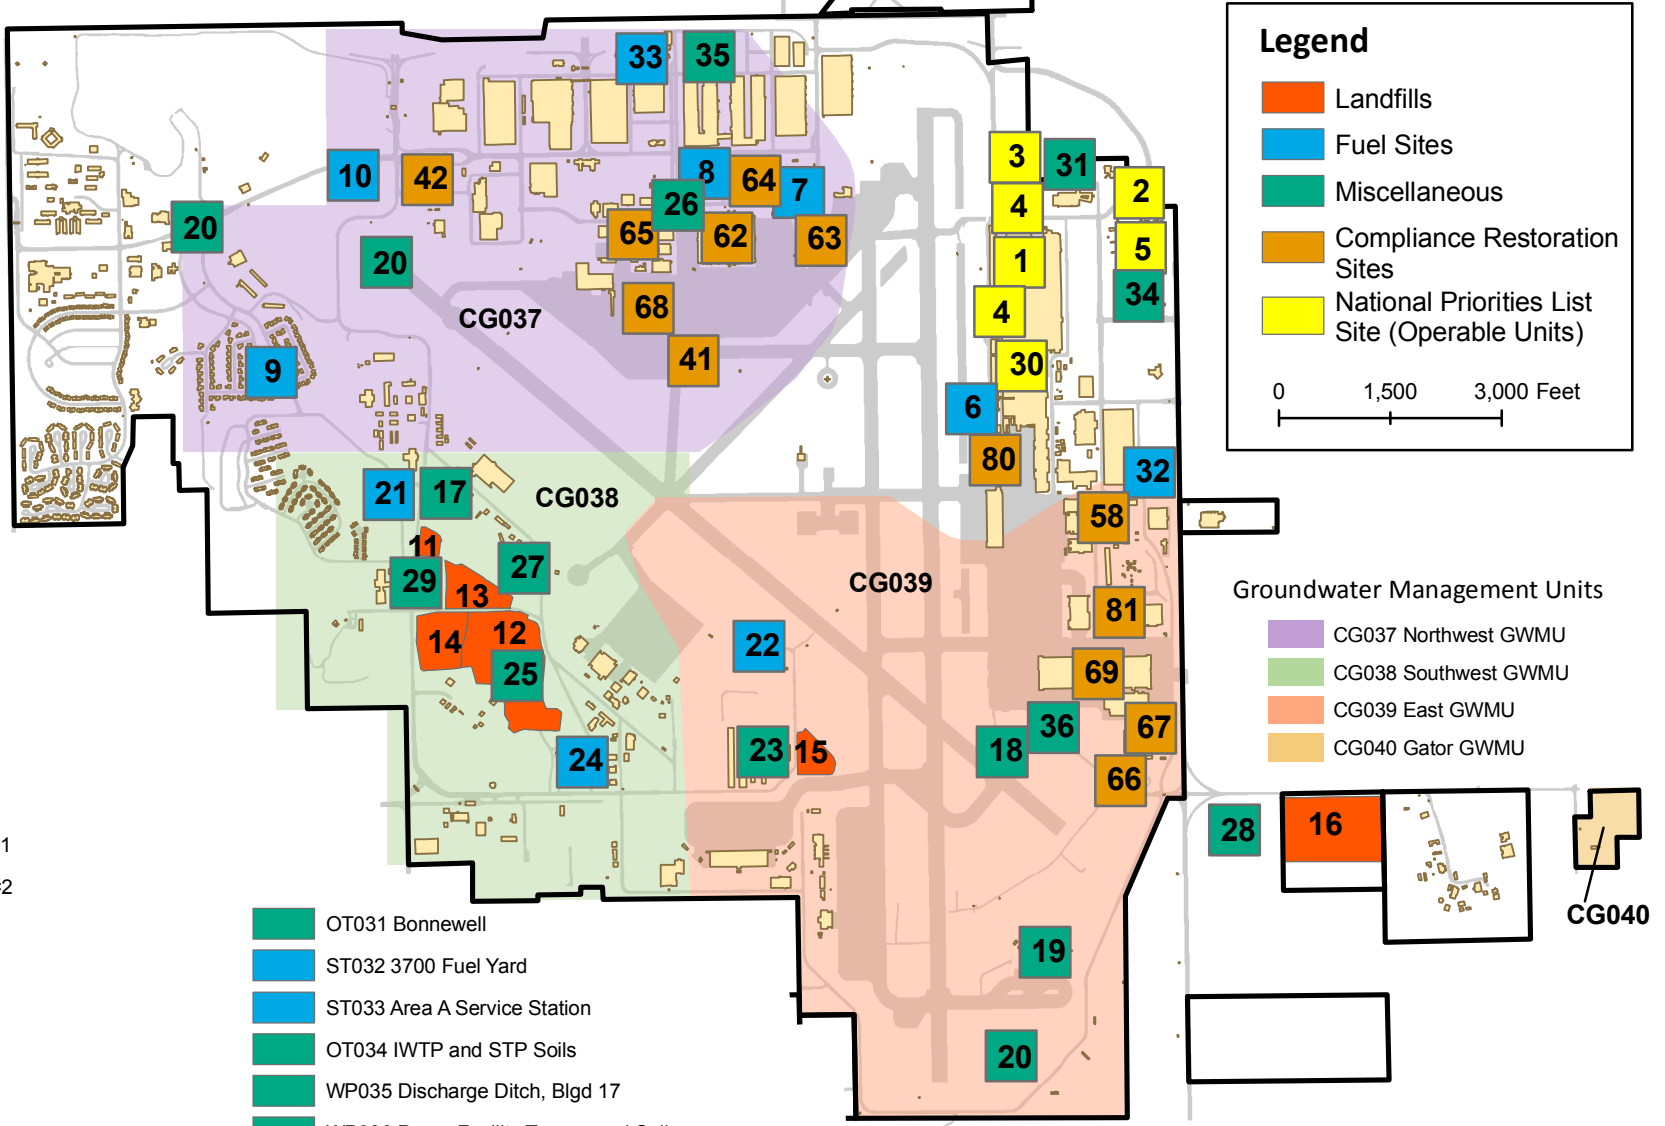 Legend
Landfills
Fuel Sites
Miscellaneous
Compliance Restoration
Sites
National Priorities List
Site (Operable Units)
0 1,500 3,000 Feet
33 35
3 31
10 42 8 64 7 2
26 4
20 65 62 63 5
20 1
34
68 4
CG037
41 30
9
6
80 32
21 17 CG038
58
11
29 27 CG039
13
81
14 12 22
25 69
36 67
23 15 18
24 66
28 16
Groundwater Management Units
CG037 Northwest GWMU
CG038 Southwest GWMU
CG039 East GWMU
CG040 Gator GWMU
CG040
19
20
1
2
OT031 Bonnewell
ST032 3700 Fuel Yard
ST033 Area A Service Station
OT034 IWTP and STP Soils
WP035 Discharge Ditch, Blgd 17